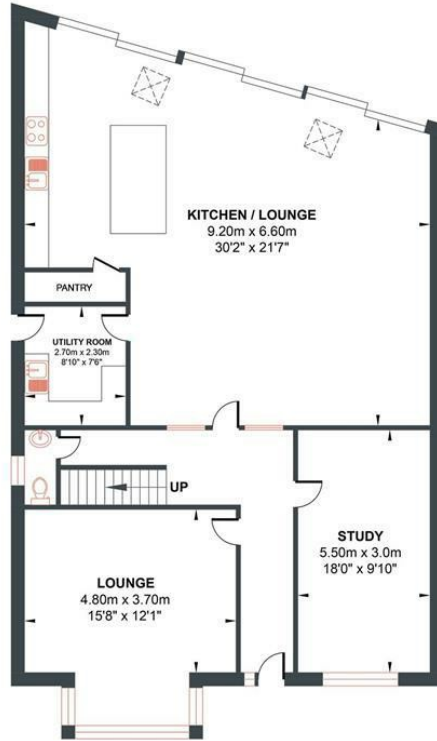 KITCHEN / LOUNGE
9.20m x 6.60m
30'2" x 21'7"
PANTRY
UTILITY ROOM
2.70m x 2.30m
8'10" x 7'6"
UP
STUDY
5.50m x 3.0m
18'0" x 9'10"
LOUNGE
4.80m x 3.70m
15'8" x 12'1"